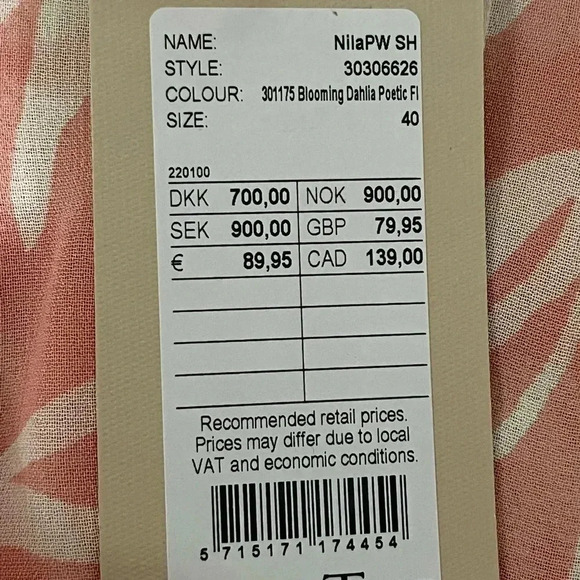 NAME: NilaPW SH
STYLE: 30306626
COLOUR: 301175 Blooming Dahlia Poetic Fl
SIZE: 40
220100
DKK 700,00 NOK 900,00
SEK 900,00 GBP 79,95
€ 89,95 CAD 139,00
Recommended retail prices.
Prices may differ due to local
VAT and economic conditions.
5 715171 174454